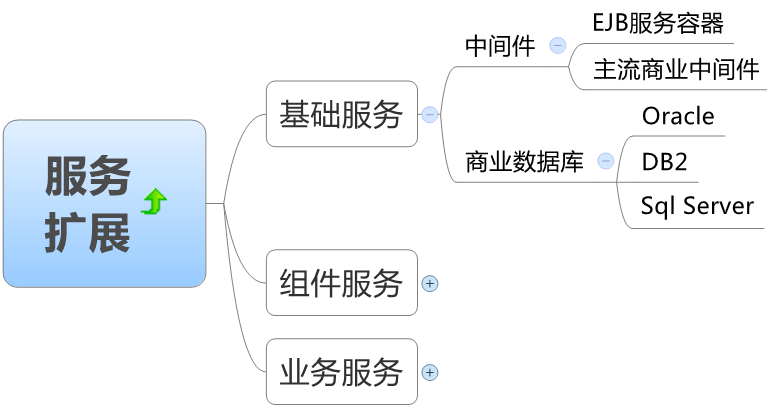 服务
扩展
基础服务
中间件
EJB服务容器
主流商业中间件
商业数据库
Oracle
DB2
Sql Server
组件服务
业务服务